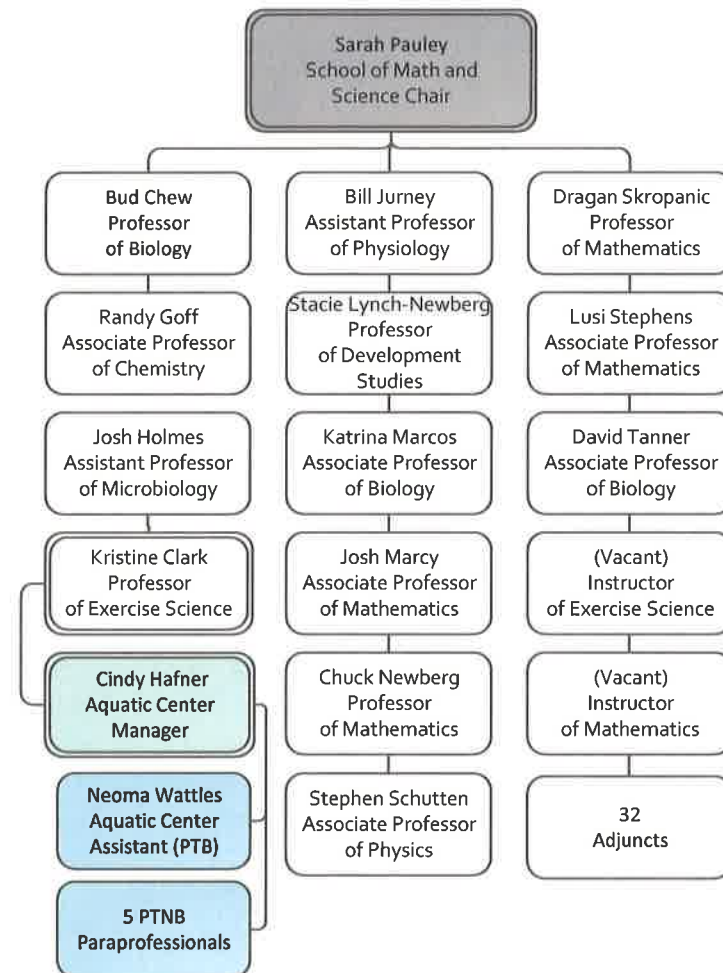 Sarah Pauley
School of Math and
Science Chair
Bud Chew
Professor
of Biology
Randy Goff
Associate Professor
of Chemistry
Josh Holmes
Assistant Professor
of Microbiology
Kristine Clark
Professor
of Exercise Science
Cindy Hafner
Aquatic Center
Manager
Neoma Wattles
Aquatic Center
Assistant (PTB)
5 PTNB
Paraprofessionals
Bill Jurney
Assistant Professor
of Physiology
Stacie Lynch-Newberg
Professor
of Development
Studies
Katrina Marcos
Associate Professor
of Biology
Josh Marcy
Associate Professor
of Mathematics
Chuck Newberg
Professor
of Mathematics
Stephen Schutten
Associate Professor
of Physics
Dragan Skropanic
Professor
of Mathematics
Lusi Stephens
Associate Professor
of Mathematics
David Tanner
Associate Professor
of Biology
(Vacant)
Instructor
of Exercise Science
(Vacant)
Instructor
of Mathematics
32
Adjuncts